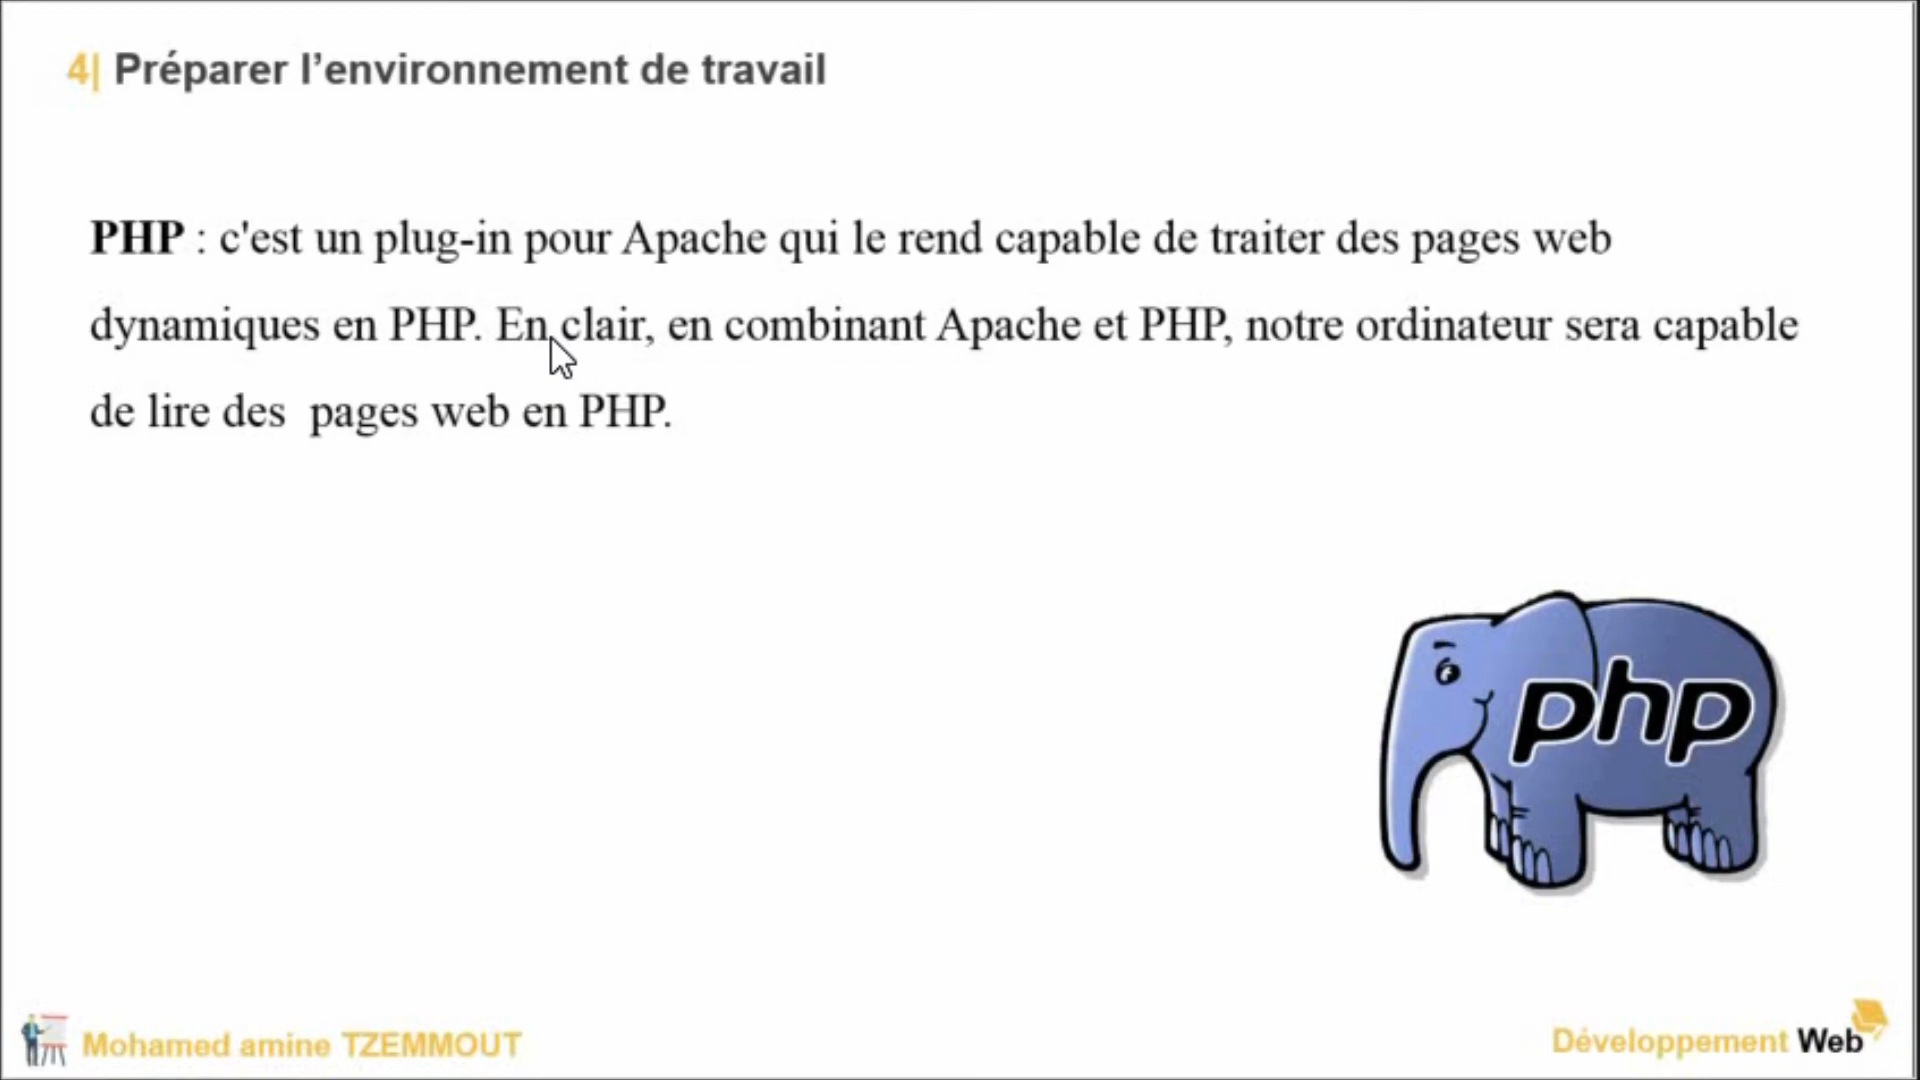 4| Préparer l’environnement de travail
PHP : c'est un plug-in pour Apache qui le rend capable de traiter des pages web
dynamiques en PHP. En clair, en combinant Apache et PHP, notre ordinateur sera capable
de lire des  pages web en PHP.
php
Mohamed amine TZEMMOUT
Développement Web